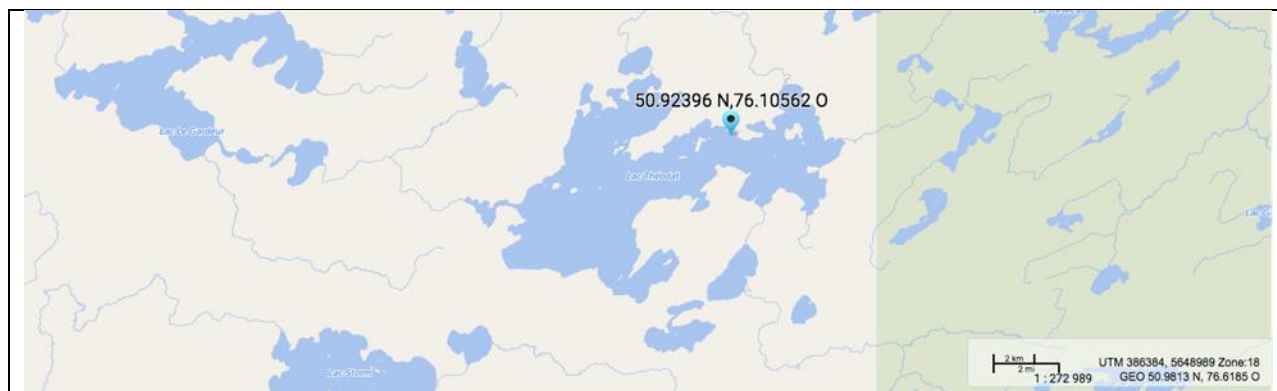 50.92396 N,76.10562 O
Lac Le Gardeur
Lac Théodat
Lac Storm
2 km
2 mi
1 : 272 989
UTM 386384, 5648989 Zone:18
GEO 50.9813 N, 76.6185 O